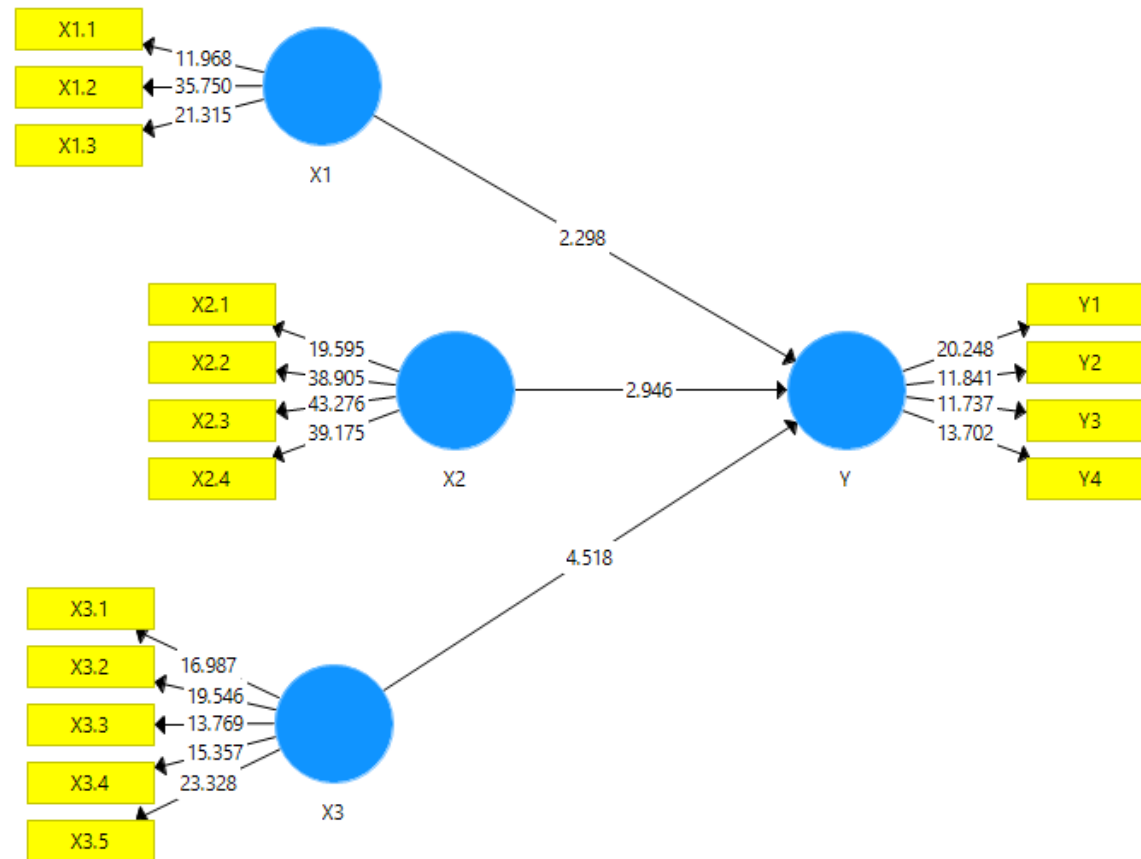 X1.1
X1.2
X1.3
11.968
35.750
21.315
X1
2.298
X2.1
X2.2
X2.3
X2.4
19.595
38.905
43.276
39.175
X2
2.946
Y
20.248
11.841
11.737
13.702
Y1
Y2
Y3
Y4
4.518
X3.1
X3.2
X3.3
X3.4
X3.5
16.987
19.546
13.769
15.357
23.328
X3